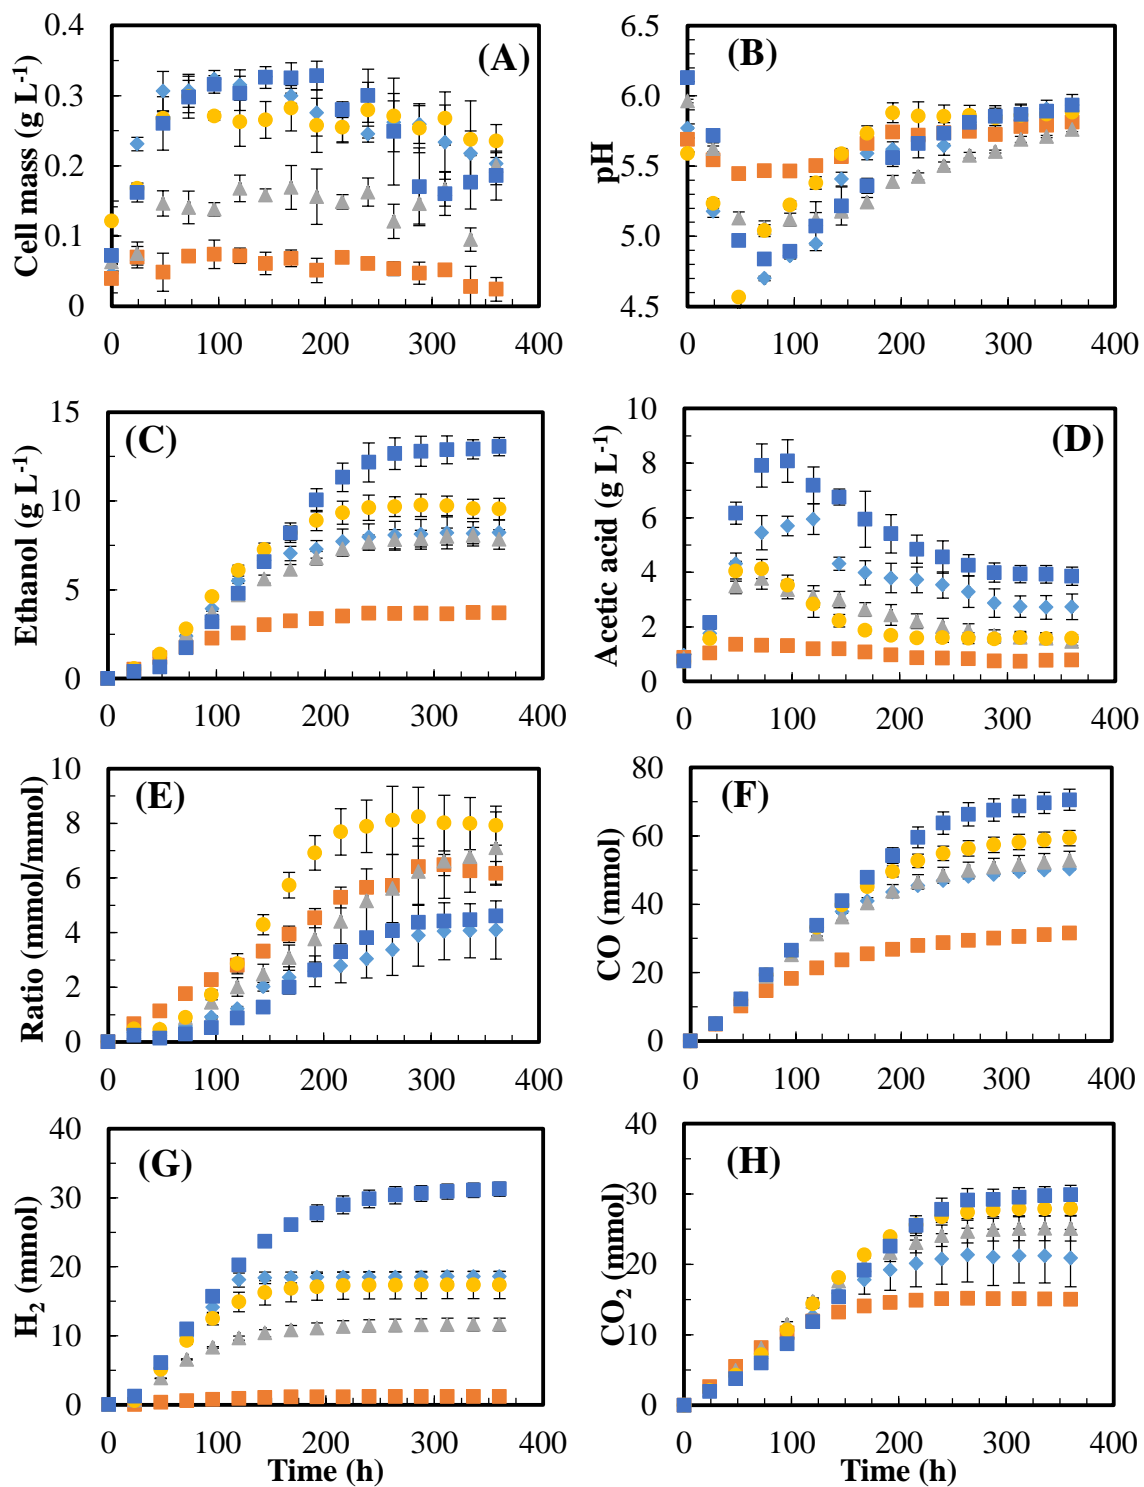 Cell mass (g L-1)
0.4
0.3
0.2
0.1
0
(A)
0 100 200 300 400
pH
6.5
6.0
5.5
5.0
4.5
(B)
0 100 200 300 400
Ethanol (g L-1)
15
10
5
0
(C)
0 100 200 300 400
Acetic acid (g L-1)
10
8
6
4
2
0
(D)
0 100 200 300 400
Ratio (mmol/mmol)
10
8
6
4
2
0
(E)
0 100 200 300 400
CO (mmol)
80
60
40
20
0
(F)
0 100 200 300 400
H2 (mmol)
40
30
20
10
0
(G)
0 100 200 300 400
Time (h)
CO2 (mmol)
40
30
20
10
0
(H)
0 100 200 300 400
Time (h)